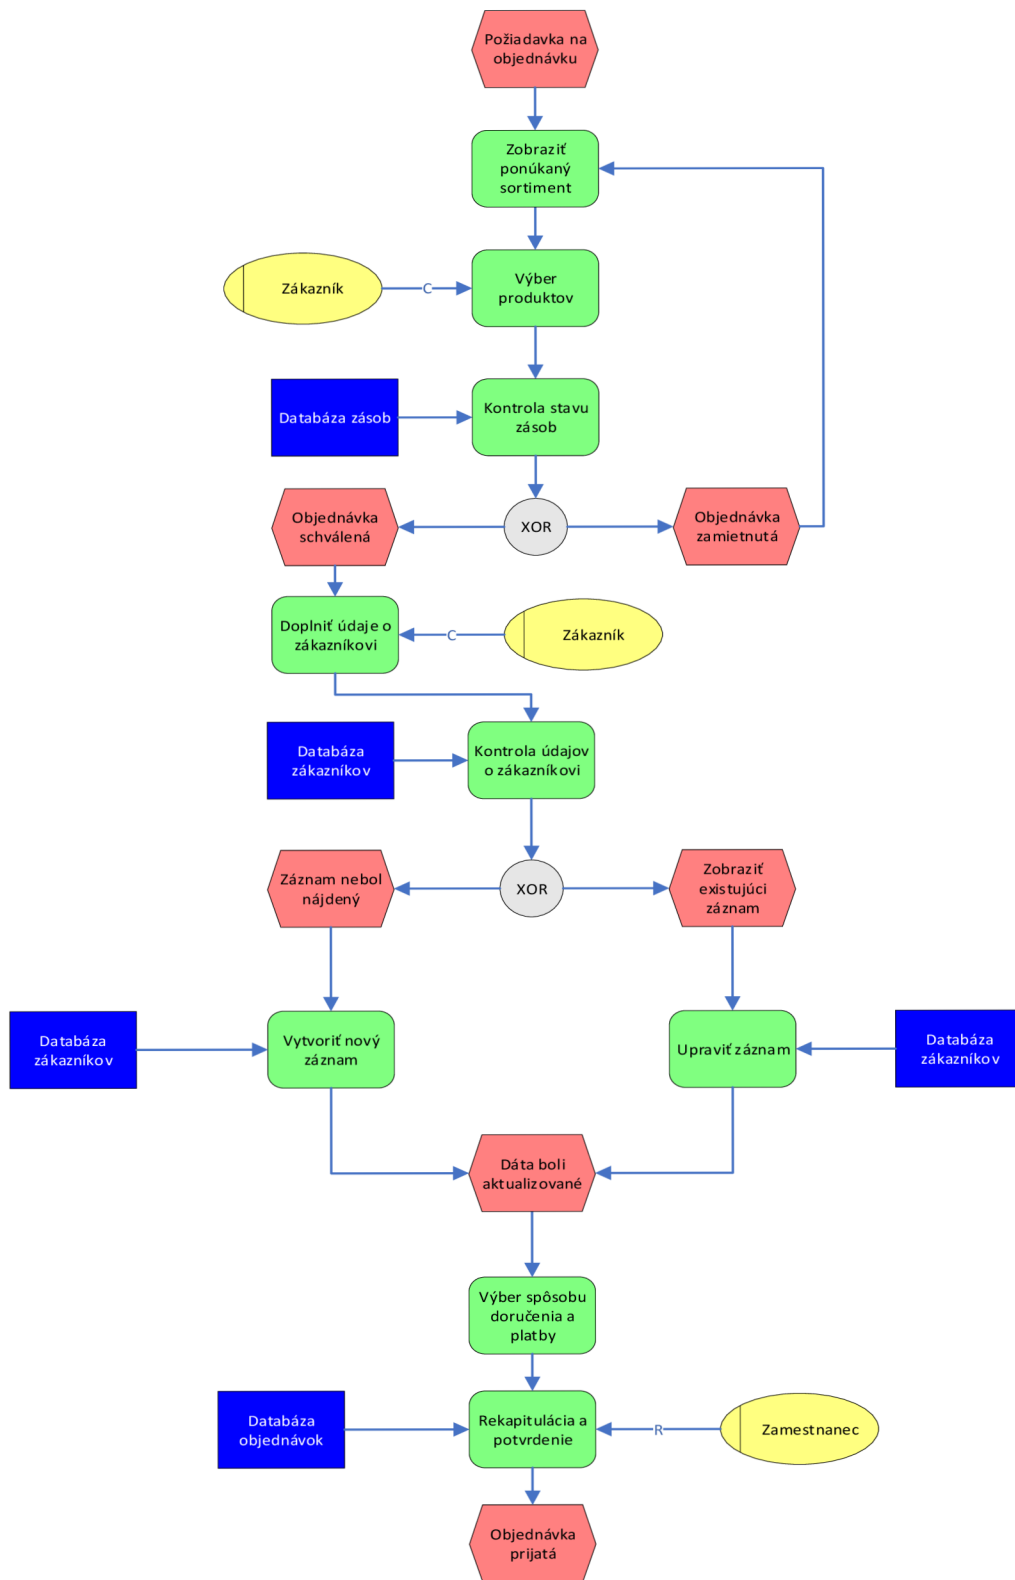 Požiadavka na
objednávku
Zobraziť
ponúkaný
sortiment
Zákazník
C
Výber
produktov
Databáza zásob
Kontrola stavu
zásob
Objednávka
schválená
XOR
Objednávka
zamietnutá
Doplniť údaje o
zákazníkovi
C
Zákazník
Databáza
zákazníkov
Kontrola údajov
o zákazníkovi
Záznam nebol
nájdený
XOR
Zobraziť
existujúci
záznam
Databáza
zákazníkov
Vytvoriť nový
záznam
Upraviť záznam
Databáza
zákazníkov
Dáta boli
aktualizované
Výber spôsobu
doručenia a
platby
Databáza
objednávok
Rekapitulácia a
potvrdenie
R
Zamestnanec
Objednávka
prijatá